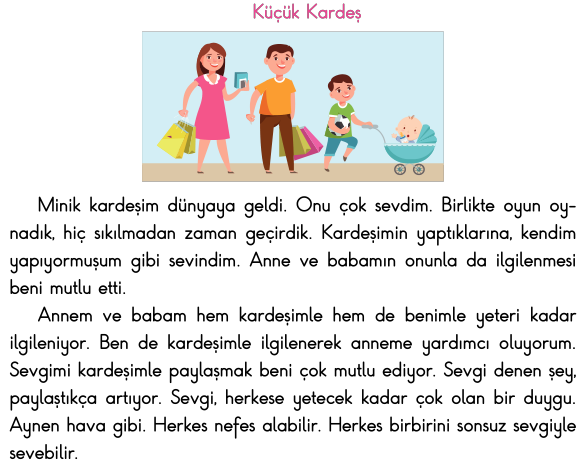 Küçük Kardeş
Minik kardeşim dünyaya geldi. Onu çok sevdim. Birlikte oyun oy-
nadık, hiç sıkılmadan zaman geçirdik. Kardeşimin yaptıklarına, kendim
yapıyormuşum gibi sevindim. Anne ve babamın onunla da ilgilenmesi
beni mutlu etti.
Annem ve babam hem kardeşimle hem de benimle yeteri kadar
ilgileniyor. Ben de kardeşimle ilgilenerek anneme yardımcı oluyorum.
Sevgimi kardeşimle paylaşmak beni çok mutlu ediyor. Sevgi denen şey,
paylaştıkça artıyor. Sevgi, herkese yetecek kadar çok olan bir duygu.
Aynen hava gibi. Herkes nefes alabilir. Herkes birbirini sonsuz sevgiyle
sevebilir.